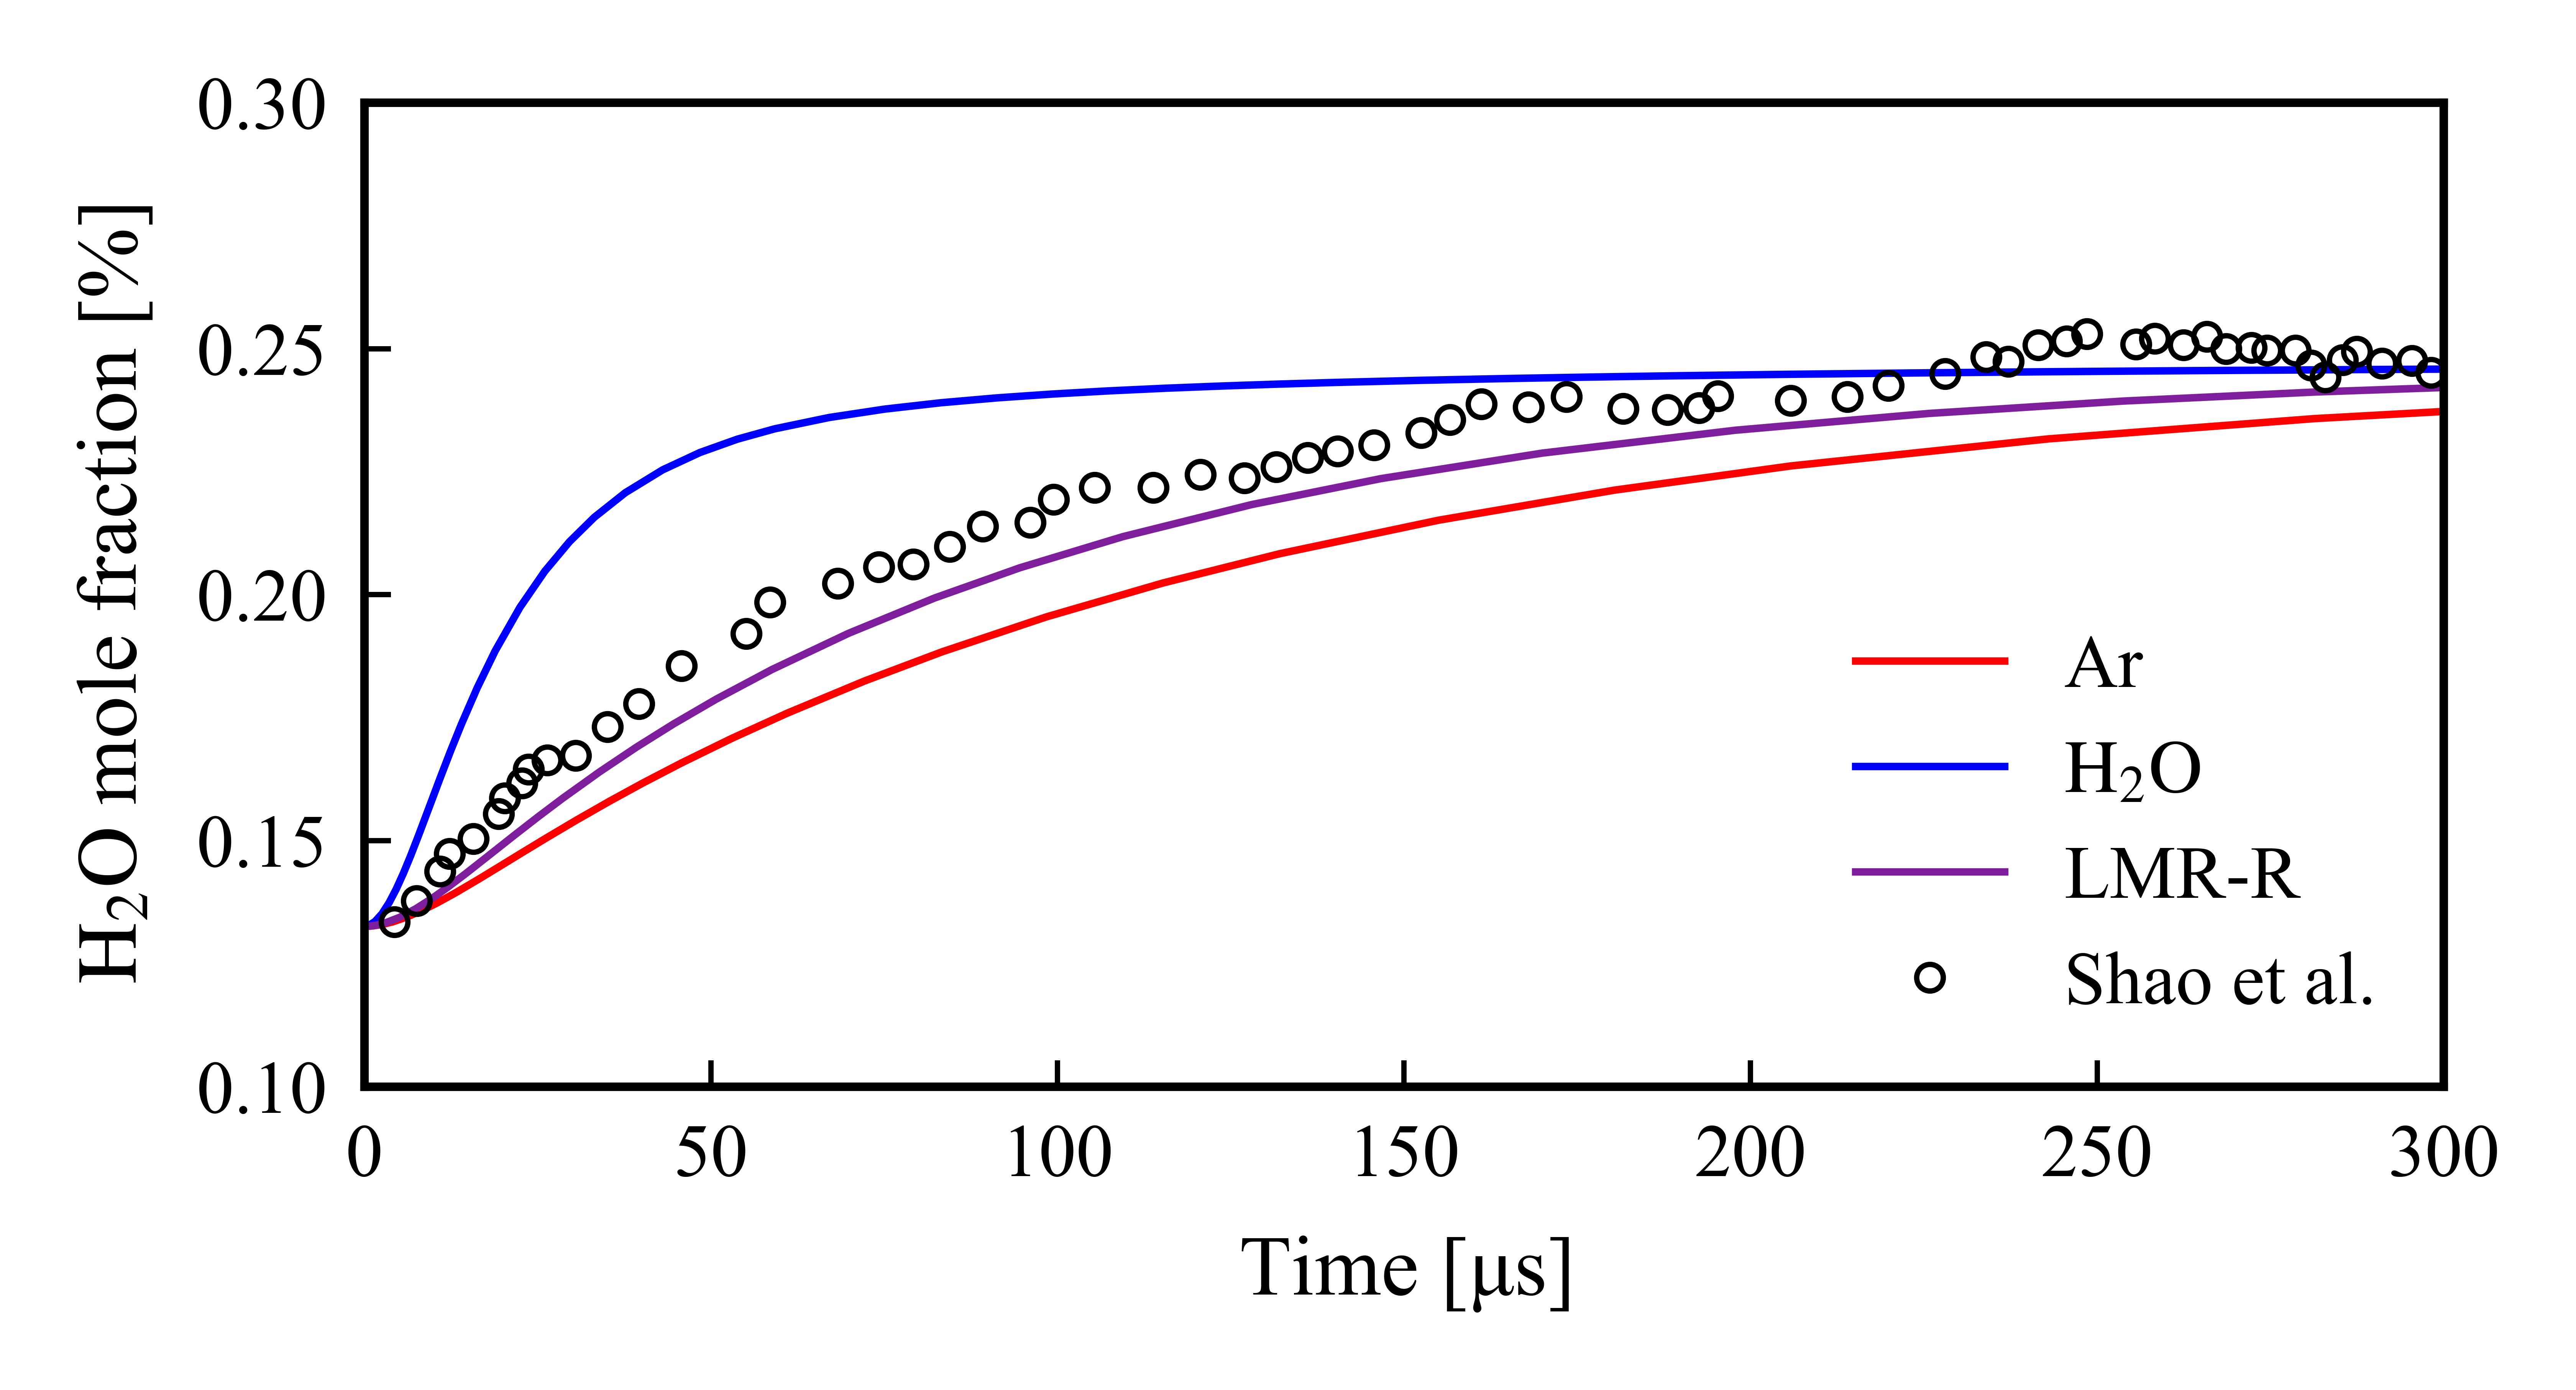 H₂O mole fraction [%]
0.30
0.25
0.20
0.15
0.10
0 50 100 150 200 250 300
Time [μs]
Ar
H₂O
LMR-R
Shao et al.